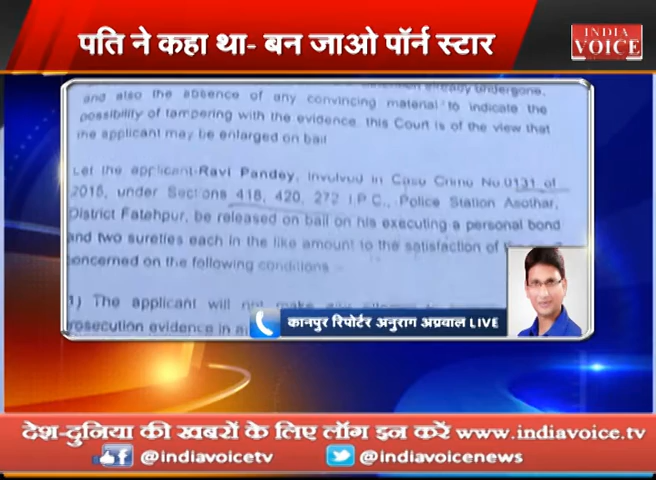 पति ने कहा था- बन जाओ पॉर्न स्टार
INDIA
VOICE
already undergone,
and also the absence of any convincing material to indicate the
possibility of tampering with the evidence, this Court is of the view that
the applicant may be enlarged on bail
Let the applicant-Ravi Pandey, involved in Case Crime No.0131 of
2015, under Sections 418, 420, 272 I.P.C., Police Station Asothar,
District Fatehpur, be released on bail on his executing a personal bond
and two sureties each in the like amount to the satisfaction of
concerned on the following conditions
1) The applicant will not make any
prosecution evidence in
कानपुर रिपोर्टर अनुराग अग्रवाल LIVE
देश-दुनिया की खबरों के लिए लॉग इन करें www.indiavoice.tv
@indiavoicetv @indiavoicenews